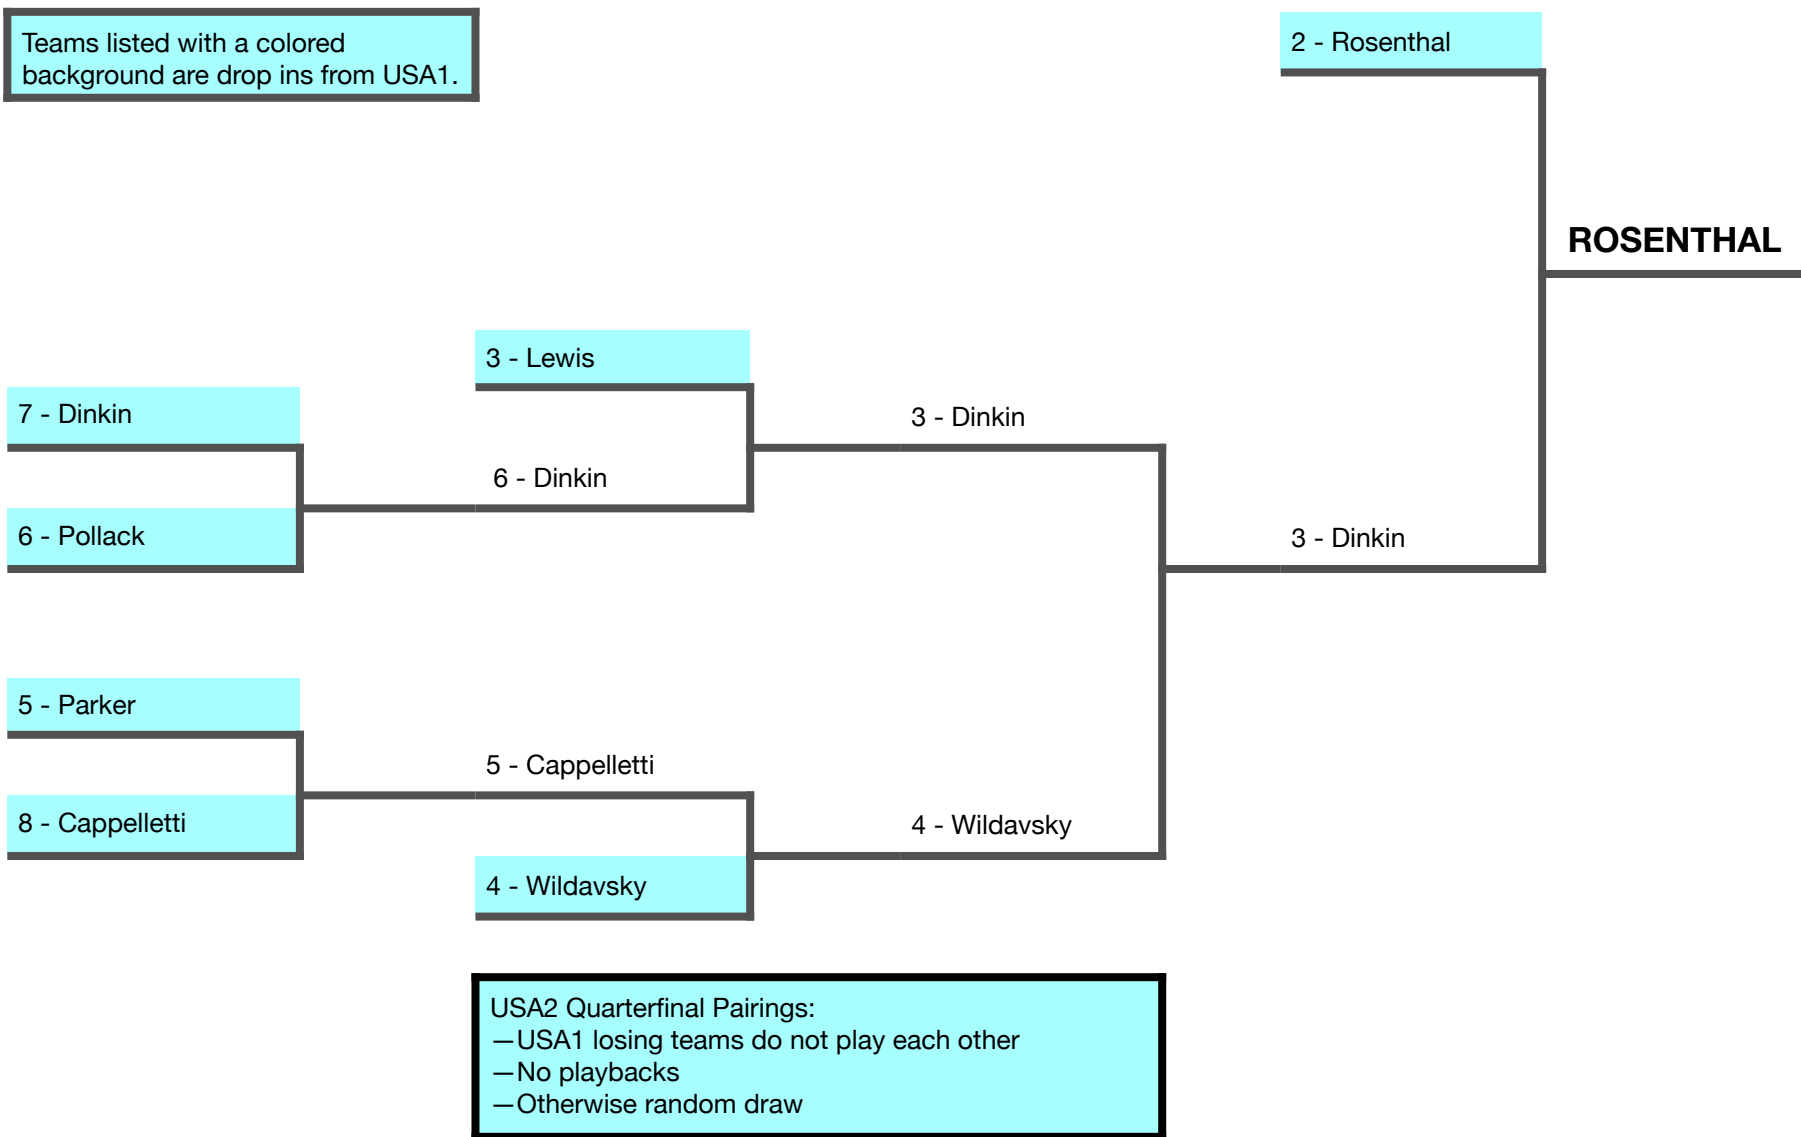 Teams listed with a colored
background are drop ins from USA1.
2 - Rosenthal
ROSENTHAL
3 - Lewis
7 - Dinkin
3 - Dinkin
6 - Dinkin
6 - Pollack
3 - Dinkin
5 - Parker
5 - Cappelletti
8 - Cappelletti
4 - Wildavsky
4 - Wildavsky
USA2 Quarterfinal Pairings:
—USA1 losing teams do not play each other
—No playbacks
—Otherwise random draw